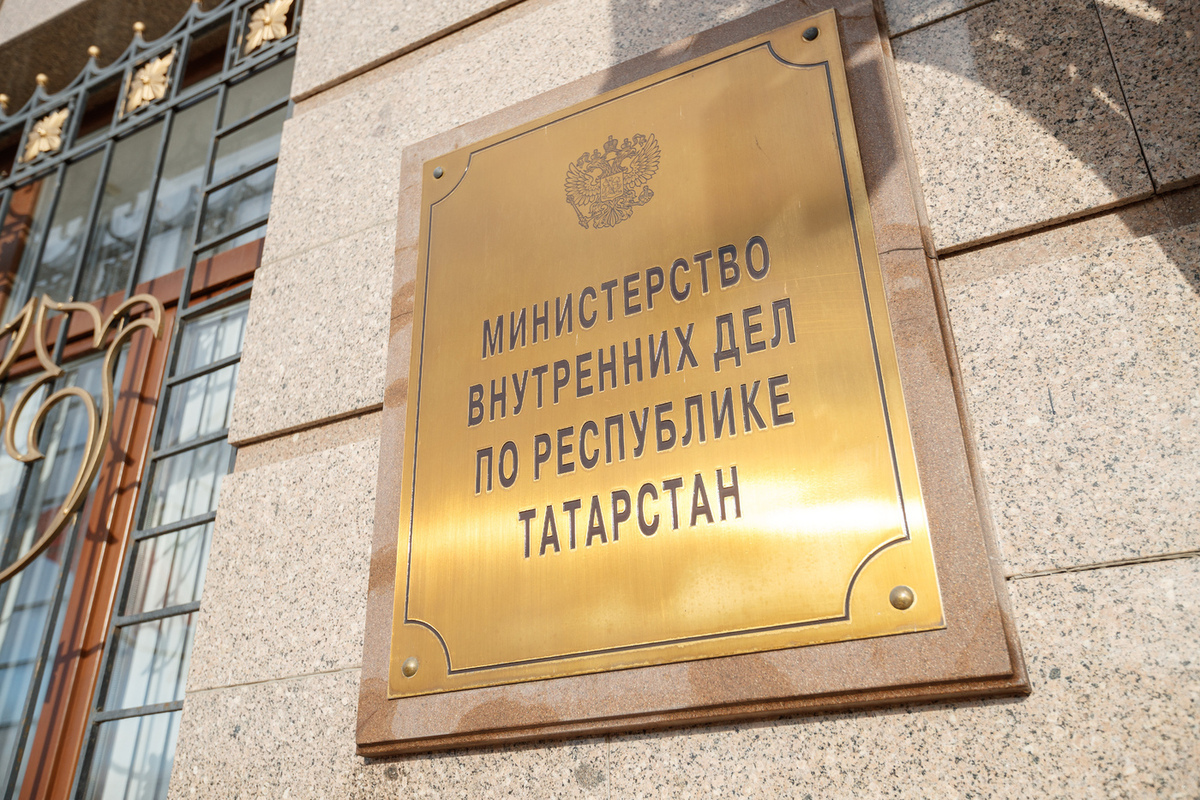 МИНИСТЕРСТВО
ВНУТРЕННИХ ДЕЛ
ПО РЕСПУБЛИКЕ
ТАТАРСТАН